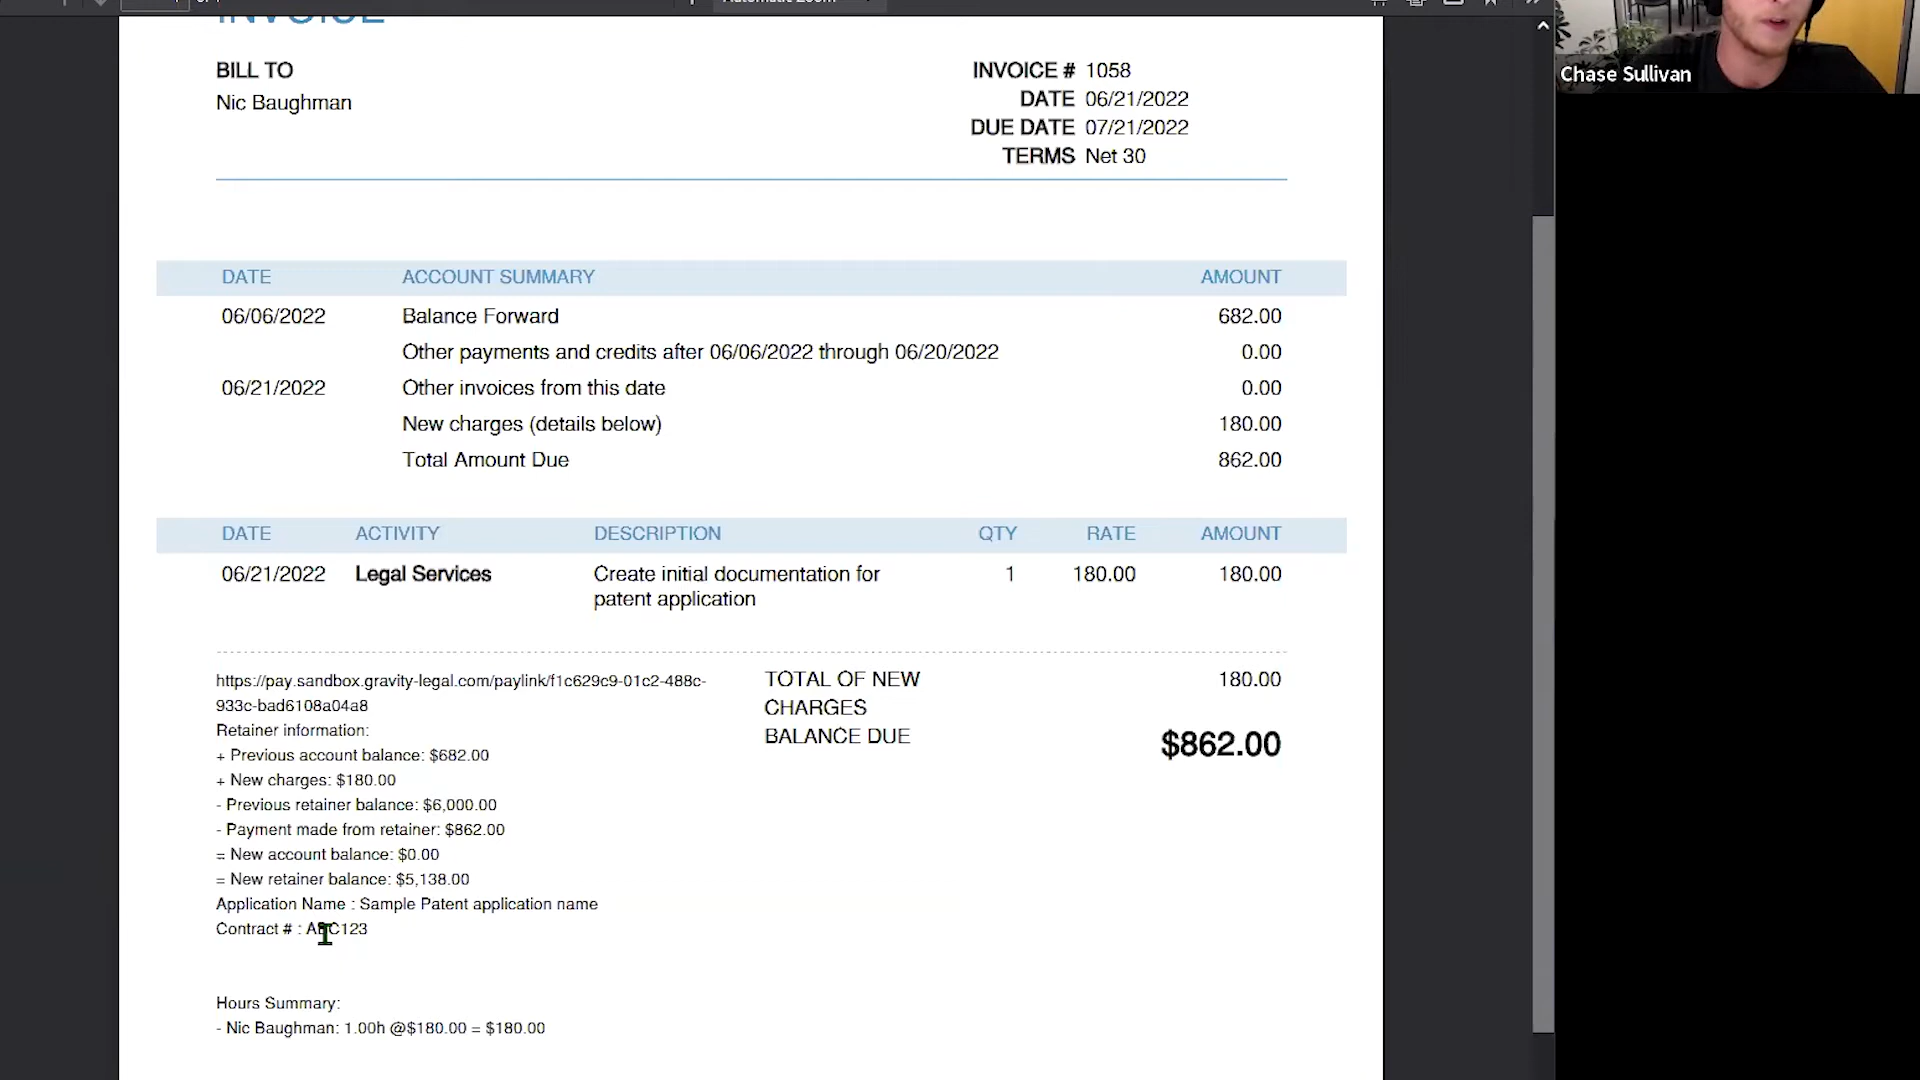 INVOICE
BILL TO
Nic Baughman
INVOICE # 1058
DATE 06/21/2022
DUE DATE 07/21/2022
TERMS Net 30
Chase Sullivan
DATE ACCOUNT SUMMARY AMOUNT
06/06/2022 Balance Forward 682.00
Other payments and credits after 06/06/2022 through 06/20/2022 0.00
06/21/2022 Other invoices from this date 0.00
New charges (details below) 180.00
Total Amount Due 862.00
DATE ACTIVITY DESCRIPTION QTY RATE AMOUNT
06/21/2022 Legal Services Create initial documentation for 1 180.00 180.00
patent application
https://pay.sandbox.gravity-legal.com/paylink/f1c629c9-01c2-488c-
933c-bad6108a04a8
Retainer information:
+ Previous account balance: $682.00
+ New charges: $180.00
- Previous retainer balance: $6,000.00
- Payment made from retainer: $862.00
= New account balance: $0.00
= New retainer balance: $5,138.00
Application Name : Sample Patent application name
Contract # : ABC123
TOTAL OF NEW 180.00
CHARGES
BALANCE DUE $862.00
Hours Summary:
- Nic Baughman: 1.00h @$180.00 = $180.00